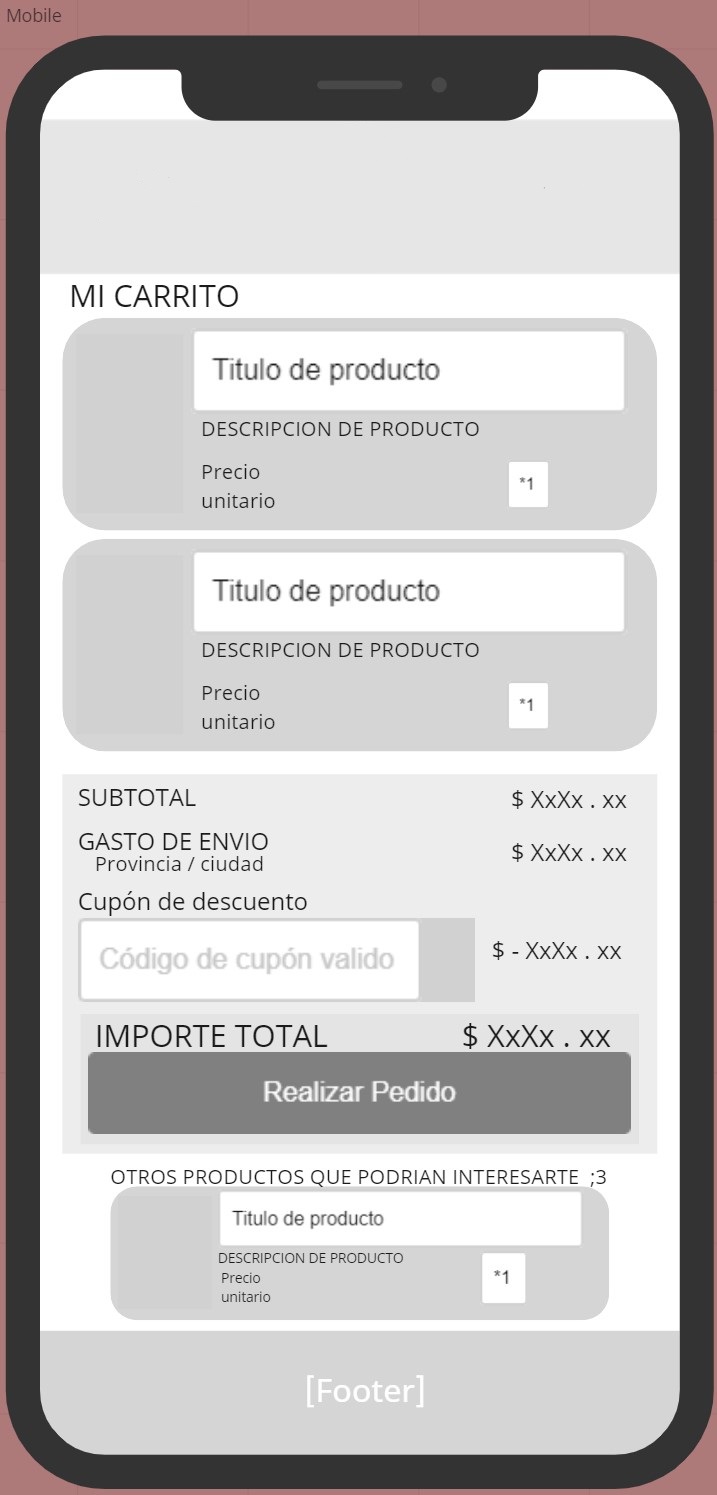 Mobile
MI CARRITO
Titulo de producto
DESCRIPCION DE PRODUCTO
Precio
unitario
*1
Titulo de producto
DESCRIPCION DE PRODUCTO
Precio
unitario
*1
SUBTOTAL $ XxXx . xx
GASTO DE ENVIO $ XxXx . xx
Provincia / ciudad
Cupón de descuento
Código de cupón valido $ - XxXx . xx
IMPORTE TOTAL $ XxXx . xx
Realizar Pedido
OTROS PRODUCTOS QUE PODRIAN INTERESARTE ;3
Titulo de producto
DESCRIPCION DE PRODUCTO
Precio
unitario
*1
[Footer]